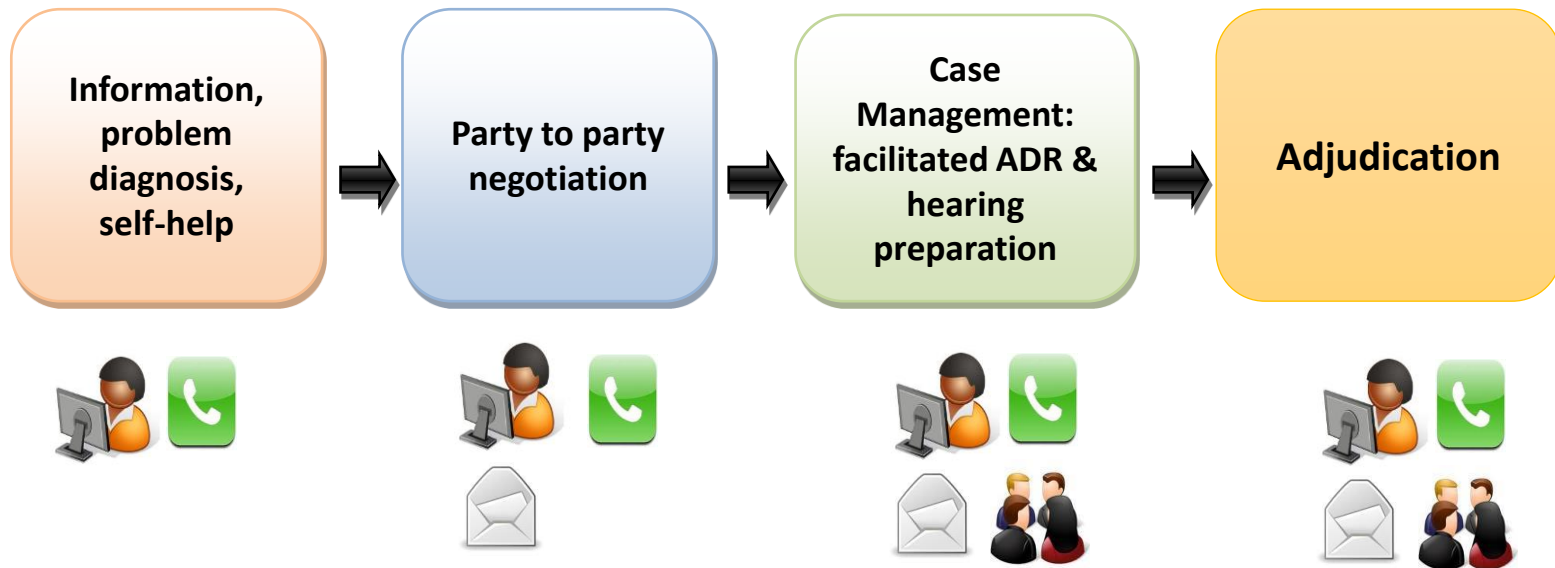 Information,
problem
diagnosis,
self-help
Party to party
negotiation
Case
Management:
facilitated ADR &
hearing
preparation
Adjudication